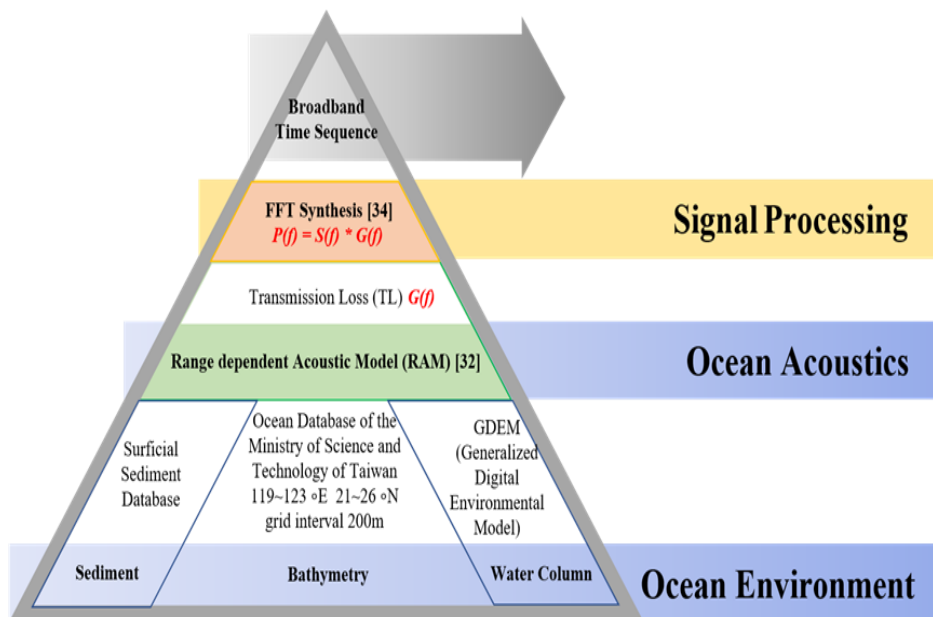 Broadband
Time Sequence
FFT Synthesis [34]
P(f) = S(f) * G(f)
Signal Processing
Transmission Loss (TL) G(f)
Range dependent Acoustic Model (RAM) [32]
Ocean Acoustics
Surficial
Sediment
Database
Ocean Database of the
Ministry of Science and
Technology of Taiwan
119~123 ∘E 21~26 ∘N
grid interval 200m
GDEM
(Generalized
Digital
Environmental
Model)
Sediment
Bathymetry
Water Column
Ocean Environment